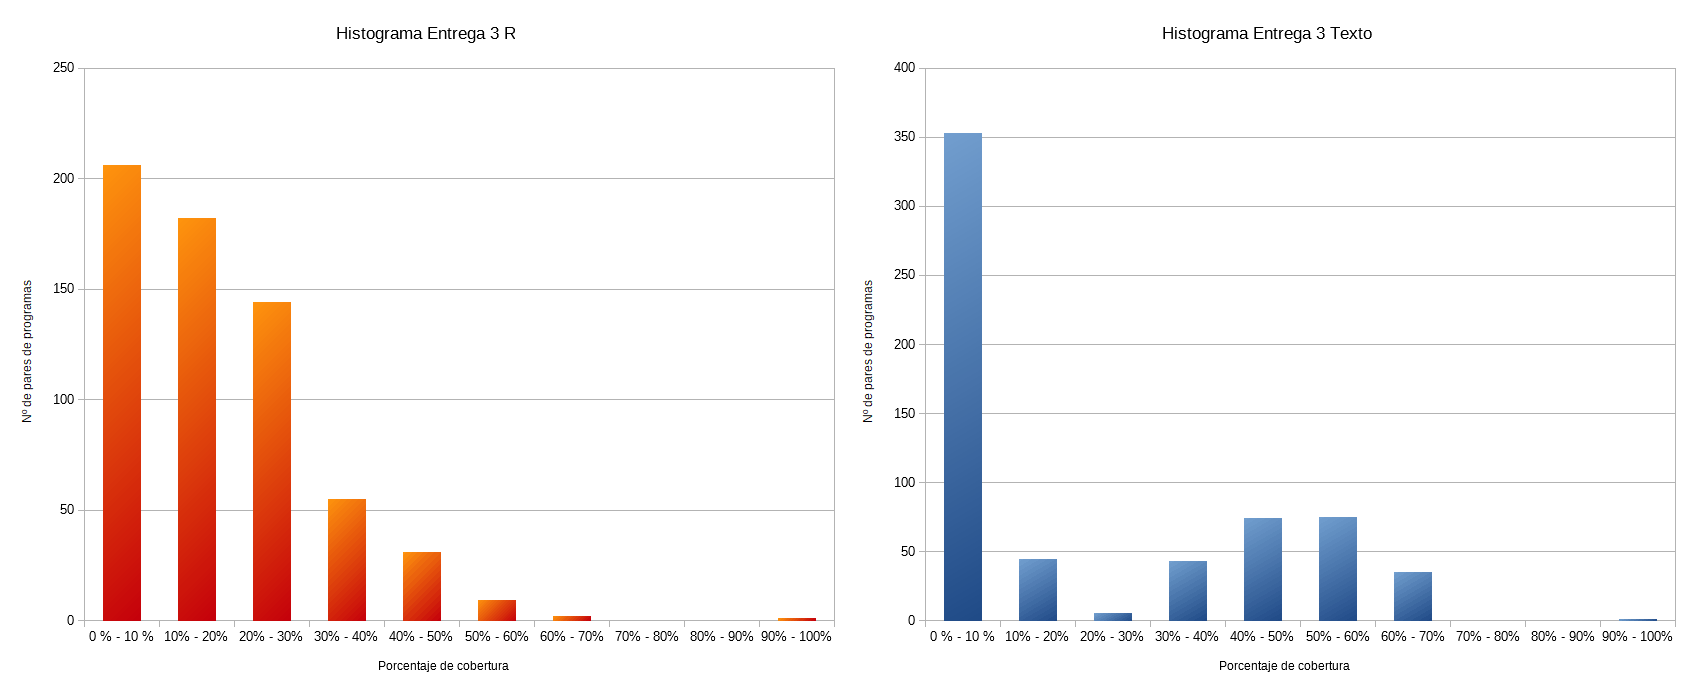 Histograma Entrega 3 R
250
200
150
100
50
0
Nº de pares de programas
0 % - 10 % 10% - 20% 20% - 30% 30% - 40% 40% - 50% 50% - 60% 60% - 70% 70% - 80% 80% - 90% 90% - 100%
Porcentaje de cobertura
Histograma Entrega 3 Texto
400
350
300
250
200
150
100
50
0
Nº de pares de programas
0 % - 10 % 10% - 20% 20% - 30% 30% - 40% 40% - 50% 50% - 60% 60% - 70% 70% - 80% 80% - 90% 90% - 100%
Porcentaje de cobertura